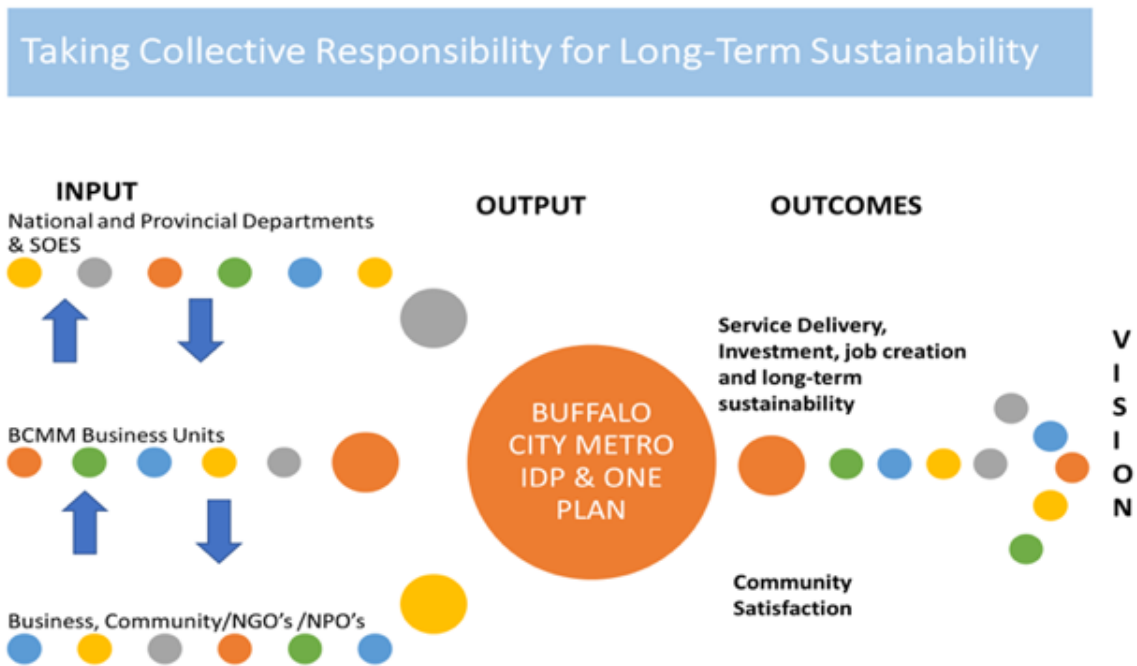 Taking Collective Responsibility for Long-Term Sustainability
INPUT
National and Provincial Departments
& SOES
BCMM Business Units
Business, Community/NGO's /NPO's
OUTPUT
BUFFALO
CITY METRO
IDP & ONE
PLAN
OUTCOMES
Service Delivery,
Investment, job creation
and long-term
sustainability
Community
Satisfaction
VISION